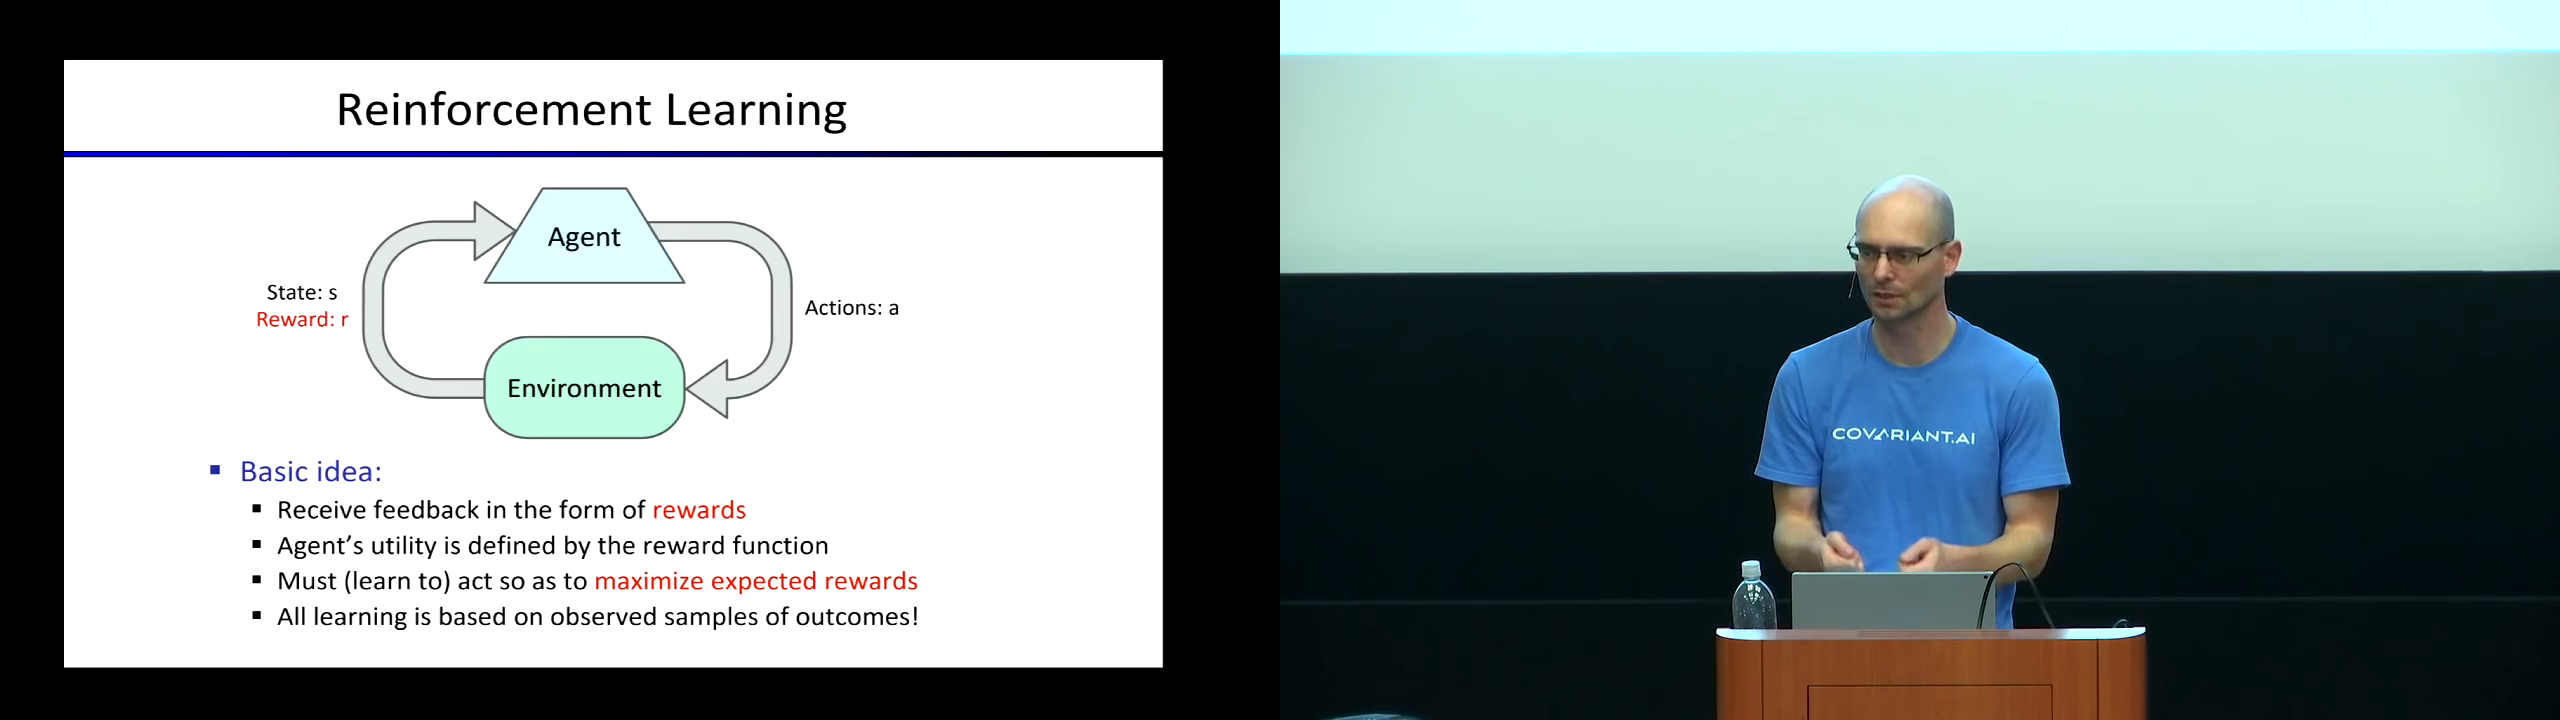 Reinforcement Learning
Agent
State: s
Reward: r
Actions: a
Environment
▪ Basic idea:
▪ Receive feedback in the form of rewards
▪ Agent’s utility is defined by the reward function
▪ Must (learn to) act so as to maximize expected rewards
▪ All learning is based on observed samples of outcomes!
COVARIANT.AI